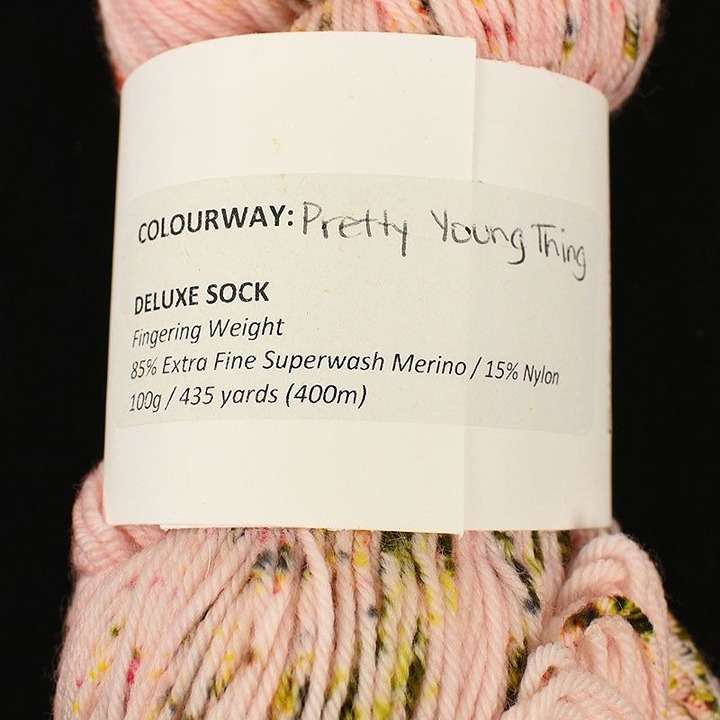 COLOURWAY: Pretty Young Thing
DELUXE SOCK
Fingering Weight
85% Extra Fine Superwash Merino / 15% Nylon
100g / 435 yards (400m)